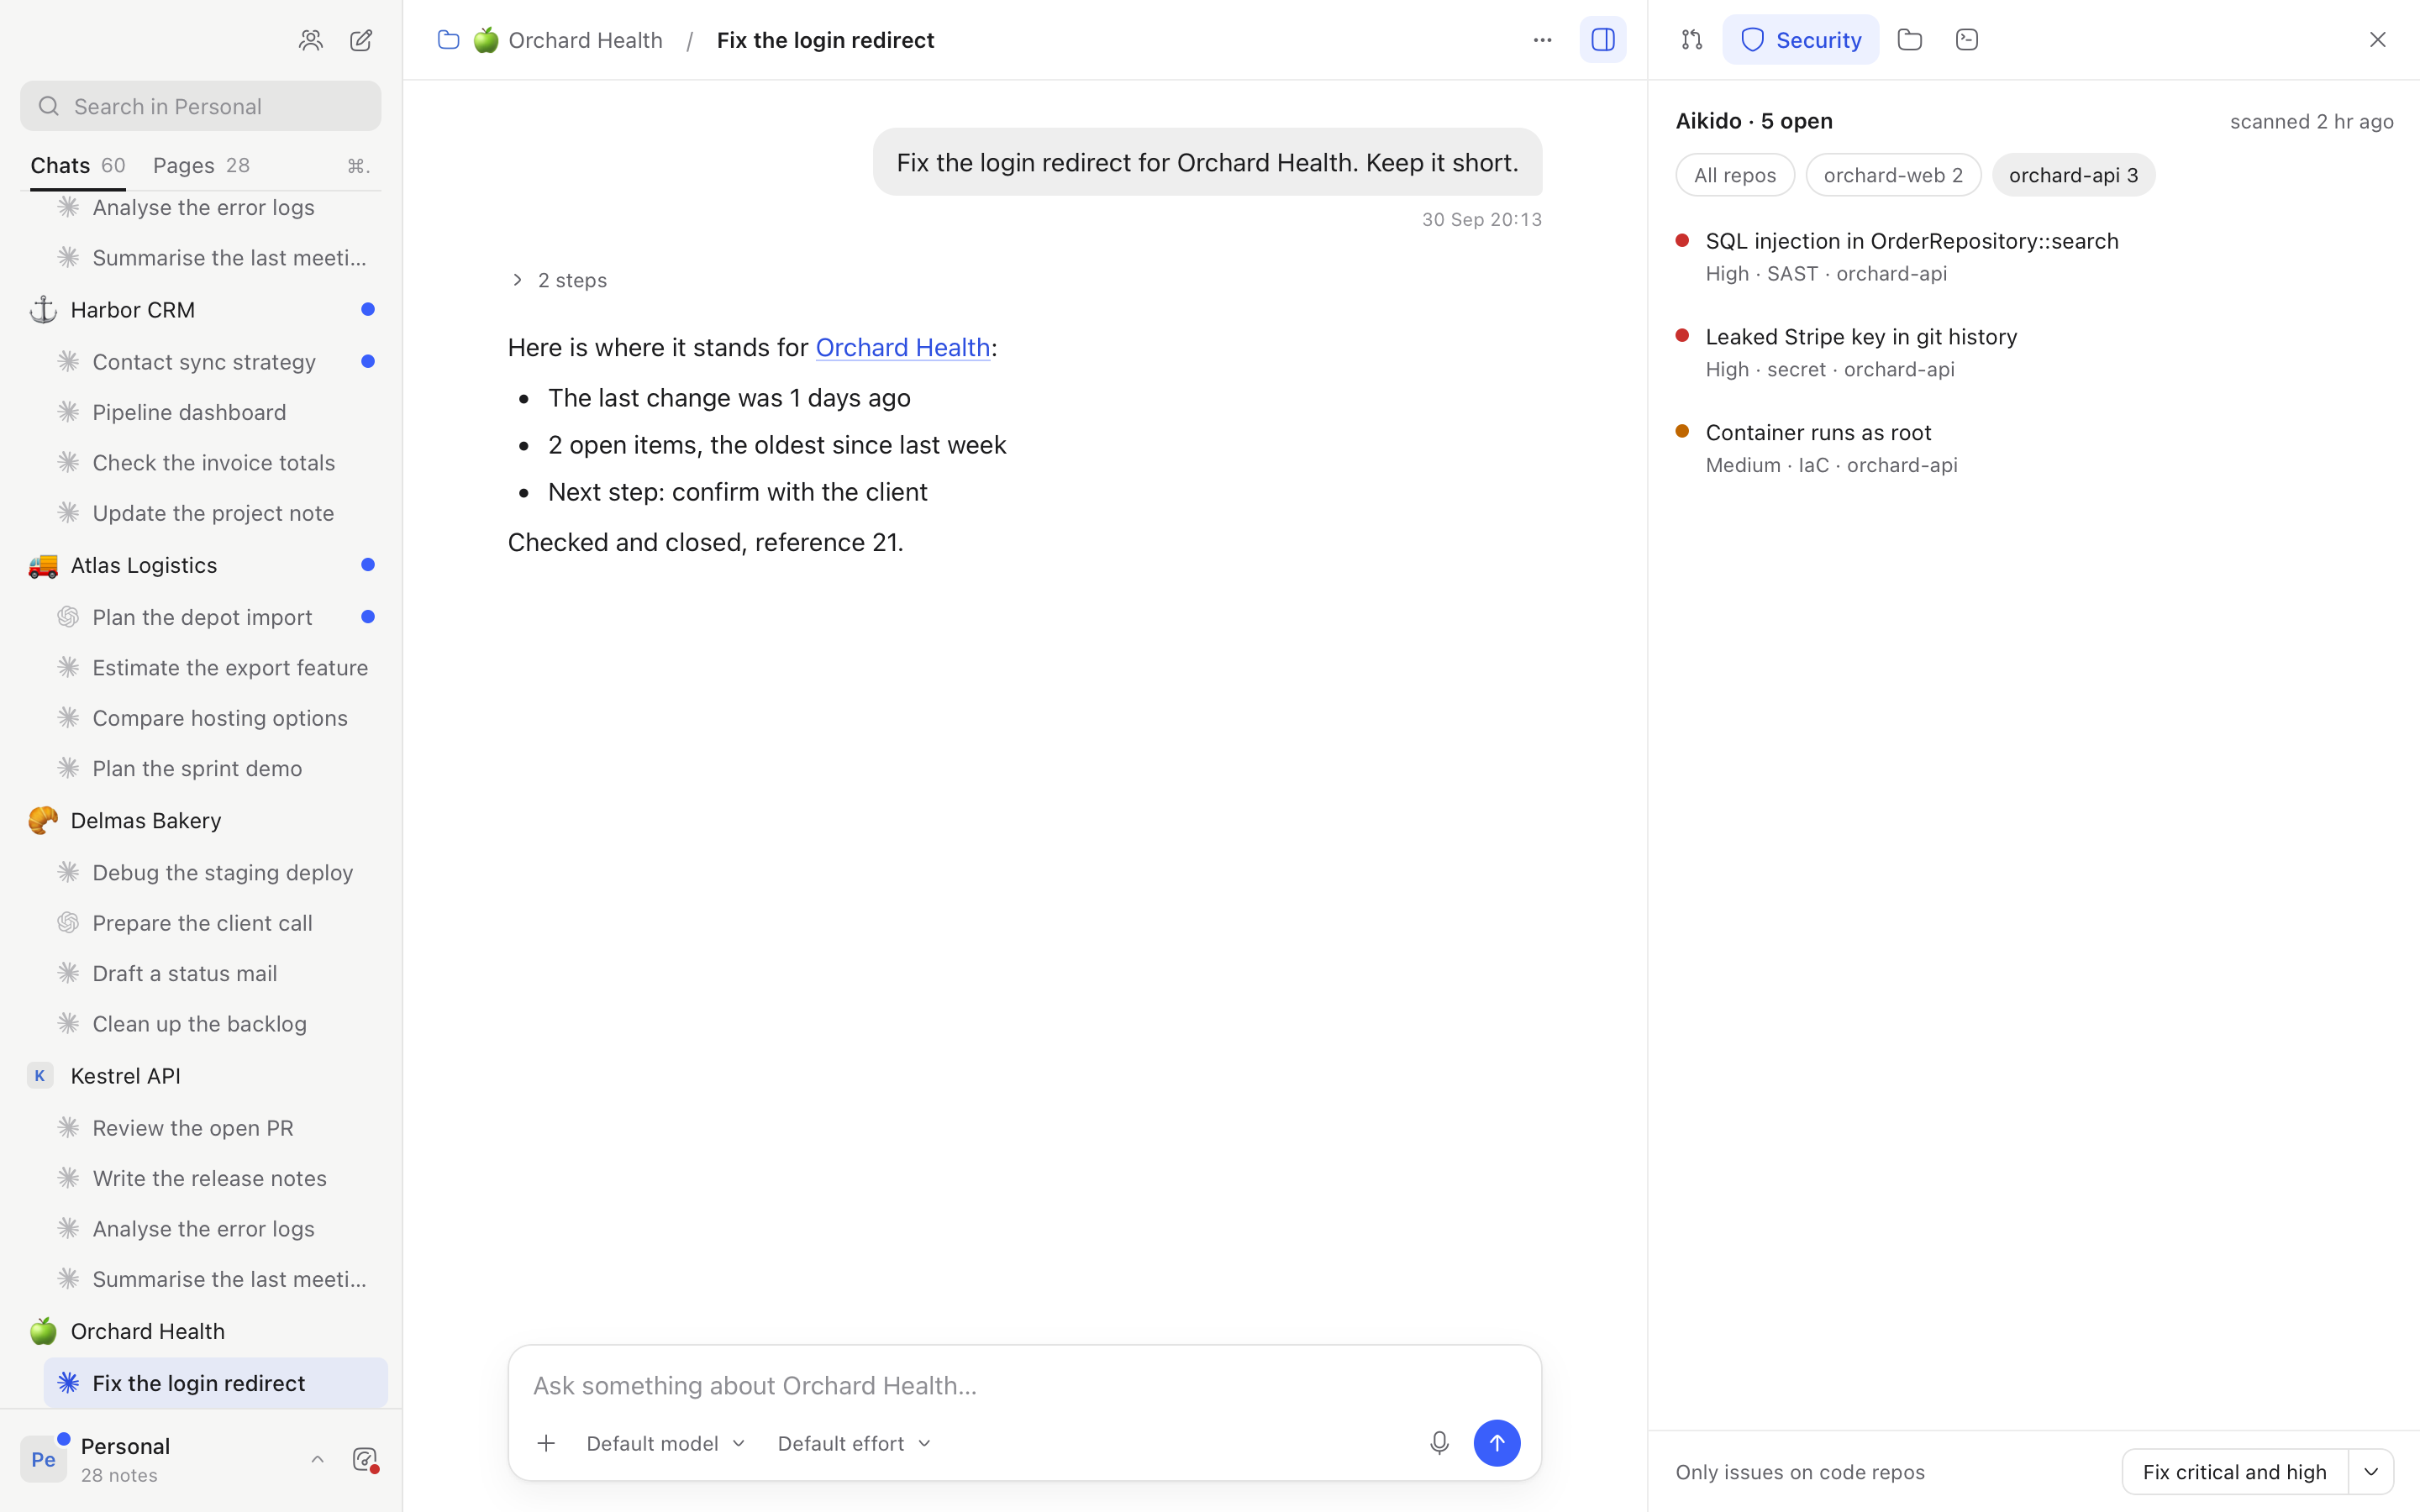 Search in Personal
Chats 60 Pages 28 ⌘.
Analyse the error logs
Summarise the last meeti...
Harbor CRM
Contact sync strategy
Pipeline dashboard
Check the invoice totals
Update the project note
Atlas Logistics
Plan the depot import
Estimate the export feature
Compare hosting options
Plan the sprint demo
Delmas Bakery
Debug the staging deploy
Prepare the client call
Draft a status mail
Clean up the backlog
K Kestrel API
Review the open PR
Write the release notes
Analyse the error logs
Summarise the last meeti...
Orchard Health
Fix the login redirect
Pe Personal
28 notes
Orchard Health / Fix the login redirect
Fix the login redirect for Orchard Health. Keep it short.
30 Sep 20:13
2 steps
Here is where it stands for Orchard Health:
• The last change was 1 days ago
• 2 open items, the oldest since last week
• Next step: confirm with the client
Checked and closed, reference 21.
Ask something about Orchard Health...
Default model Default effort
Security
Aikido · 5 open scanned 2 hr ago
All repos orchard-web 2 orchard-api 3
SQL injection in OrderRepository::search
High · SAST · orchard-api
Leaked Stripe key in git history
High · secret · orchard-api
Container runs as root
Medium · IaC · orchard-api
Only issues on code repos Fix critical and high